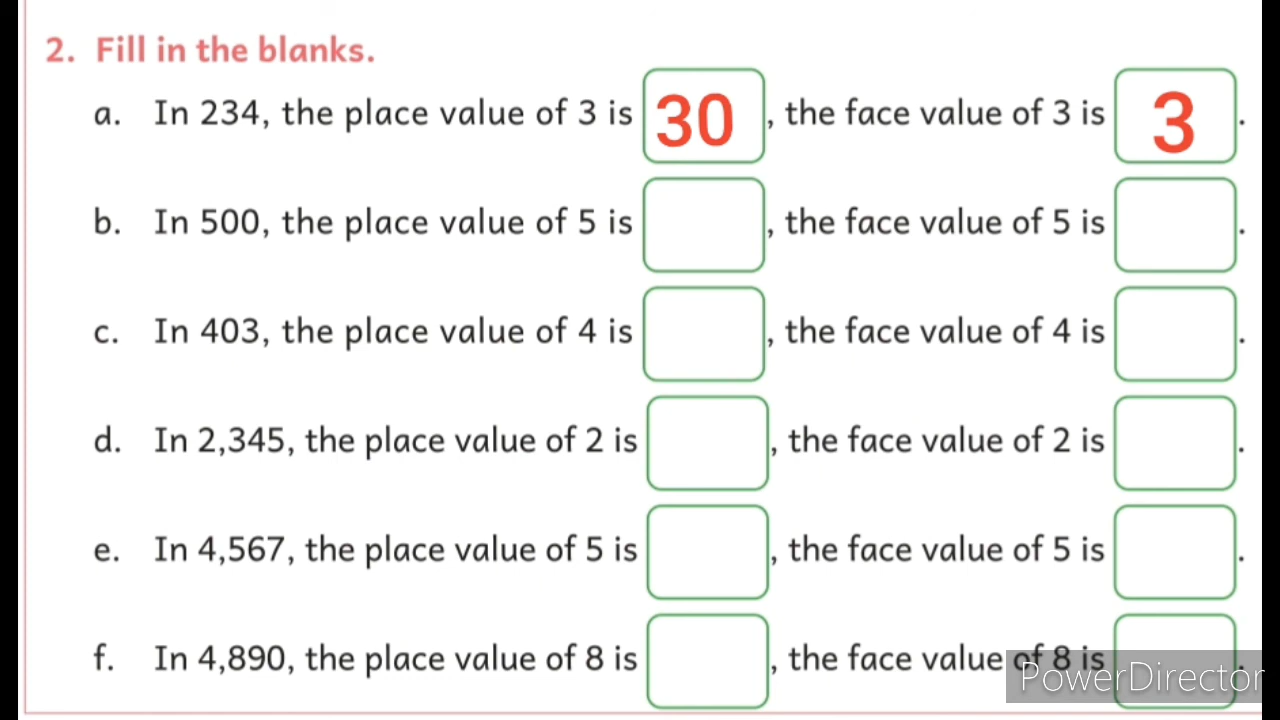 2. Fill in the blanks.
a. In 234, the place value of 3 is 30, the face value of 3 is 3.
b. In 500, the place value of 5 is , the face value of 5 is .
c. In 403, the place value of 4 is , the face value of 4 is .
d. In 2,345, the place value of 2 is , the face value of 2 is .
e. In 4,567, the place value of 5 is , the face value of 5 is .
f. In 4,890, the place value of 8 is , the face value of 8 is .
PowerDirector